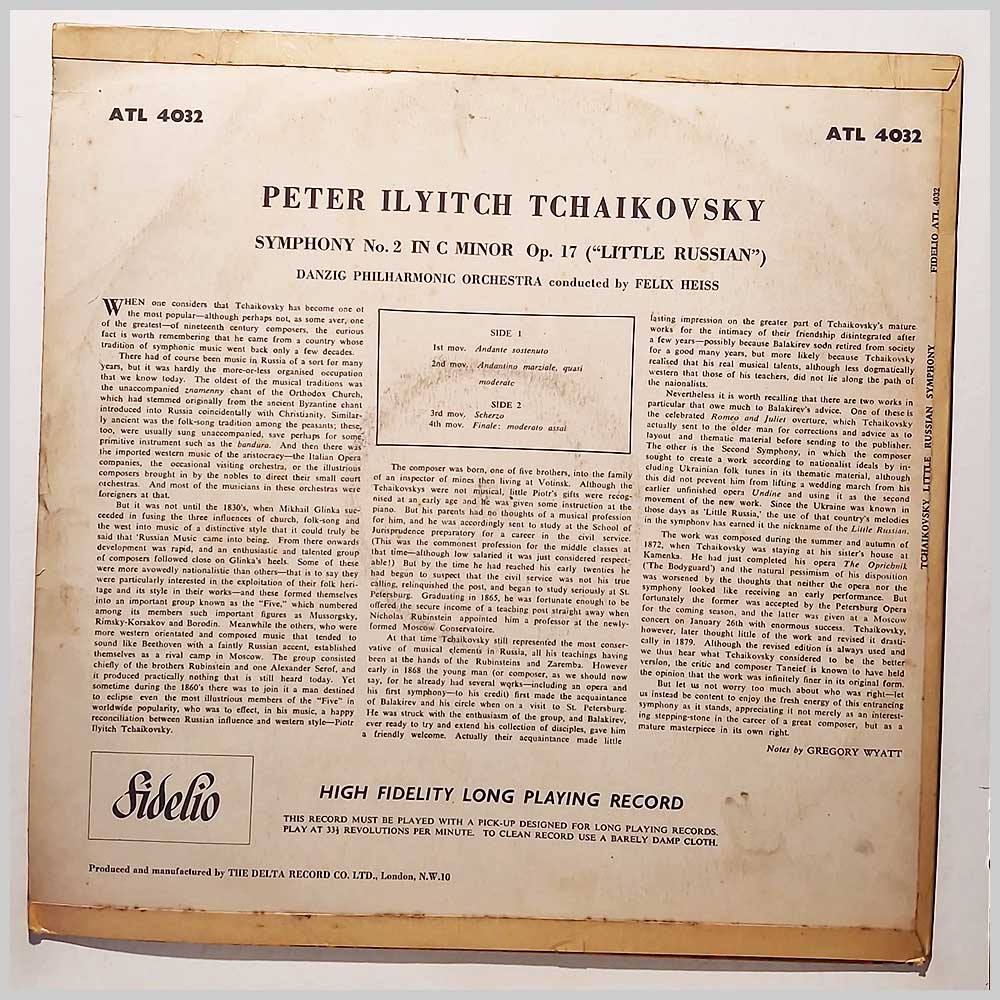 ATL 4032
ATL 4032
PETER ILYITCH TCHAIKOVSKY
SYMPHONY No. 2 IN C MINOR Op. 17 (“LITTLE RUSSIAN”)
DANZIG PHILHARMONIC ORCHESTRA conducted by FELIX HEISS
WHEN one considers that Tchaikovsky has become one of
the most popular—although perhaps not, as some aver, one
of the greatest—of nineteenth century composers, the curious
fact is worth remembering that he came from a country whose
tradition of symphonic music went back only a few decades.
There had of course been music in Russia of a sort for many
years, but it was hardly the more-or-less organised occupation
that we know today. The oldest of the musical traditions was
the unaccompanied znamenny chant of the Orthodox Church,
which had stemmed originally from the ancient Byzantine chant
introduced into Russia coincidentally with Christianity. Similar-
ly ancient was the folk-song tradition among the peasants; these,
too, were usually sung unaccompanied, save perhaps for some
primitive instrument such as the bandura. And then there was
the imported western music of the aristocracy—the Italian Opera
companies, the occasional visiting orchestra, or the illustrious
composers brought in by the nobles to direct their small court
orchestras. And most of the musicians in these orchestras were
foreigners at that.
But it was not until the 1830's, when Mikhail Glinka suc-
ceeded in fusing the three influences of church, folk-song and
the west into music of a distinctive style that it could truly be
said that 'Russian Music came into being. From there onwards
development was rapid, and an enthusiastic and talented group
of composers followed close on Glinka's heels. Some of these
were more avowedly nationalistic than others—that is to say they
were particularly interested in the exploitation of their folk heri-
tage and its style in their works—and these formed themselves
into an important group known as the “Five,” which numbered
among its members such important figures as Mussorgsky,
Rimsky-Korsakov and Borodin. Meanwhile the others, who were
more western orientated and composed music that tended to
sound like Beethoven with a faintly Russian accent, established
themselves as a rival camp in Moscow. The group consisted
chiefly of the brothers Rubinstein and one Alexander Serof, and
it produced practically nothing that is still heard today. Yet
sometime during the 1860's there was to join it a man destined
to eclipse even the most illustrious members of the “Five” in
worldwide popularity, who was to effect, in his music, a happy
reconciliation between Russian influence and western style—Piotr
Ilyitch Tchaikovsky.
SIDE 1
1st mov. Andante sostenuto
2nd mov. Andantino marziale, quasi
moderato
SIDE 2
3rd mov. Scherzo
4th mov. Finale: moderato assai
The composer was born, one of five brothers, into the family
of an inspector of mines then living at Votinsk. Although the
Tchaikovskys were not musical, little Piotr's gifts were recog-
nised at an early age and he was given some instruction at the
piano. But his parents had no thoughts of a musical profession
for him, and he was accordingly sent to study at the School of
Jurisprudence preparatory for a career in the civil service.
(This was the commonest profession for the middle classes at
that time—although low salaried it was just considered respect-
able!) But by the time he had reached his early twenties he
had begun to suspect that the civil service was not his true
calling, relinquished the post, and began to study seriously at St.
Petersburg. Graduating in 1865, he was fortunate enough to be
offered the secure income of a teaching post straight away when
Nicholas Rubinstein appointed him a professor at the newly-
formed Moscow Conservatoire.
At that time Tchaikovsky still represented the most conser-
vative of musical elements in Russia, all his teachings having
been at the hands of the Rubinsteins and Zaremba. However
early in 1868 the young man (or composer, as we should now
say, for he already had several works—including an opera and
his first symphony—to his credit) first made the acquaintance
of Balakirev and his circle when on a visit to St. Petersburg.
He was struck with the enthusiasm of the group, and Balakirev,
ever ready to try and extend his collection of disciples, gave him
a friendly welcome. Actually their acquaintance made little
lasting impression on the greater part of Tchaikovsky's mature
works for the intimacy of their friendship disintegrated after
a few years—possibly because Balakirev soon retired from society
for a good many years, but more likely because Tchaikovsky
realised that his real musical talents, although less dogmatically
western that those of his teachers, did not lie along the path of
the naionalists.
Nevertheless it is worth recalling that there are two works in
particular that owe much to Balakirev's advice. One of these is
the celebrated Romeo and Juliet overture, which Tchaikovsky
actually sent to the older man for corrections and advice as to
layout and thematic material before sending to the publisher.
The other is the Second Symphony, in which the composer
sought to create a work according to nationalist ideals by in-
cluding Ukrainian folk tunes in its thematic material, although
this did not prevent him from lifting a wedding march from his
earlier unfinished opera Undine and using it as the second
movement of the new work. Since the Ukraine was known in
those days as 'Little Russia,' the use of that country's melodies
in the symphony has earned it the nickname of the Little Russian.
The work was composed during the summer and autumn of
1872, when Tchaikovsky was staying at his sister's house at
Kamenka. He had just completed his opera The Oprichnik
('The Bodyguard') and the natural pessimism of his disposition
was worsened by the thoughts that neither the opera nor the
symphony looked like receiving an early performance. But
fortunately the former was accepted by the Petersburg Opera
for the coming season, and the latter was given at a Moscow
concert on January 26th with enormous success. Tchaikovsky,
however, later thought little of the work and revised it drasti-
cally in 1879. Although the revised edition is always used and
we thus hear what Tchaikovsky considered to be the better
version, the critic and composer Taneief is known to have held
the opinion that the work was infinitely finer in its original form.
But let us not worry too much about who was right—let
us instead be content to enjoy the fresh energy of this entrancing
symphony as it stands, appreciating it not merely as an interest-
ing stepping-stone in the career of a great composer, but as a
mature masterpiece in its own right.
Notes by GREGORY WYATT
TCHAIKOVSKY LITTLE RUSSIAN SYMPHONY
FIDELIO ATL 4032
Fidelio
HIGH FIDELITY LONG PLAYING RECORD
THIS RECORD MUST BE PLAYED WITH A PICK-UP DESIGNED FOR LONG PLAYING RECORDS.
PLAY AT 33⅓ REVOLUTIONS PER MINUTE. TO CLEAN RECORD USE A BARELY DAMP CLOTH.
Produced and manufactured by THE DELTA RECORD CO. LTD., London, N.W.10